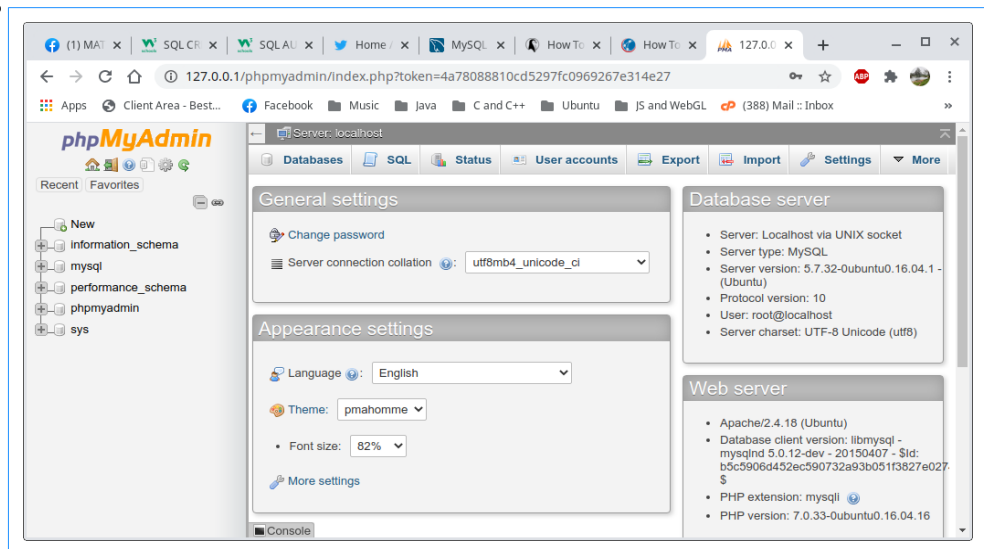 (1) MAT
SQL CR
SQL AU
Home /
MySQL
How To
How To
127.0.0
127.0.0.1/phpmyadmin/index.php?token=4a78088810cd5297fc0969267e314e27
ABP
Apps
Client Area - Best...
Facebook
Music
Java
C and C++
Ubuntu
JS and WebGL
(388) Mail :: Inbox
»
phpMyAdmin
Recent
Favorites
New
information_schema
mysql
performance_schema
phpmyadmin
sys
Server: localhost
Databases
SQL
Status
User accounts
Export
Import
Settings
More
General settings
Change password
Server connection collation : utf8mb4_unicode_ci
Appearance settings
Language : English
Theme: pmahomme
• Font size: 82%
More settings
Console
Database server
• Server: Localhost via UNIX socket
• Server type: MySQL
• Server version: 5.7.32-0ubuntu0.16.04.1 -
(Ubuntu)
• Protocol version: 10
• User: root@localhost
• Server charset: UTF-8 Unicode (utf8)
Web server
• Apache/2.4.18 (Ubuntu)
• Database client version: libmysql -
mysqlnd 5.0.12-dev - 20150407 - $Id:
b5c5906d452ec590732a93b051f3827e027
$
• PHP extension: mysqli
• PHP version: 7.0.33-0ubuntu0.16.04.16